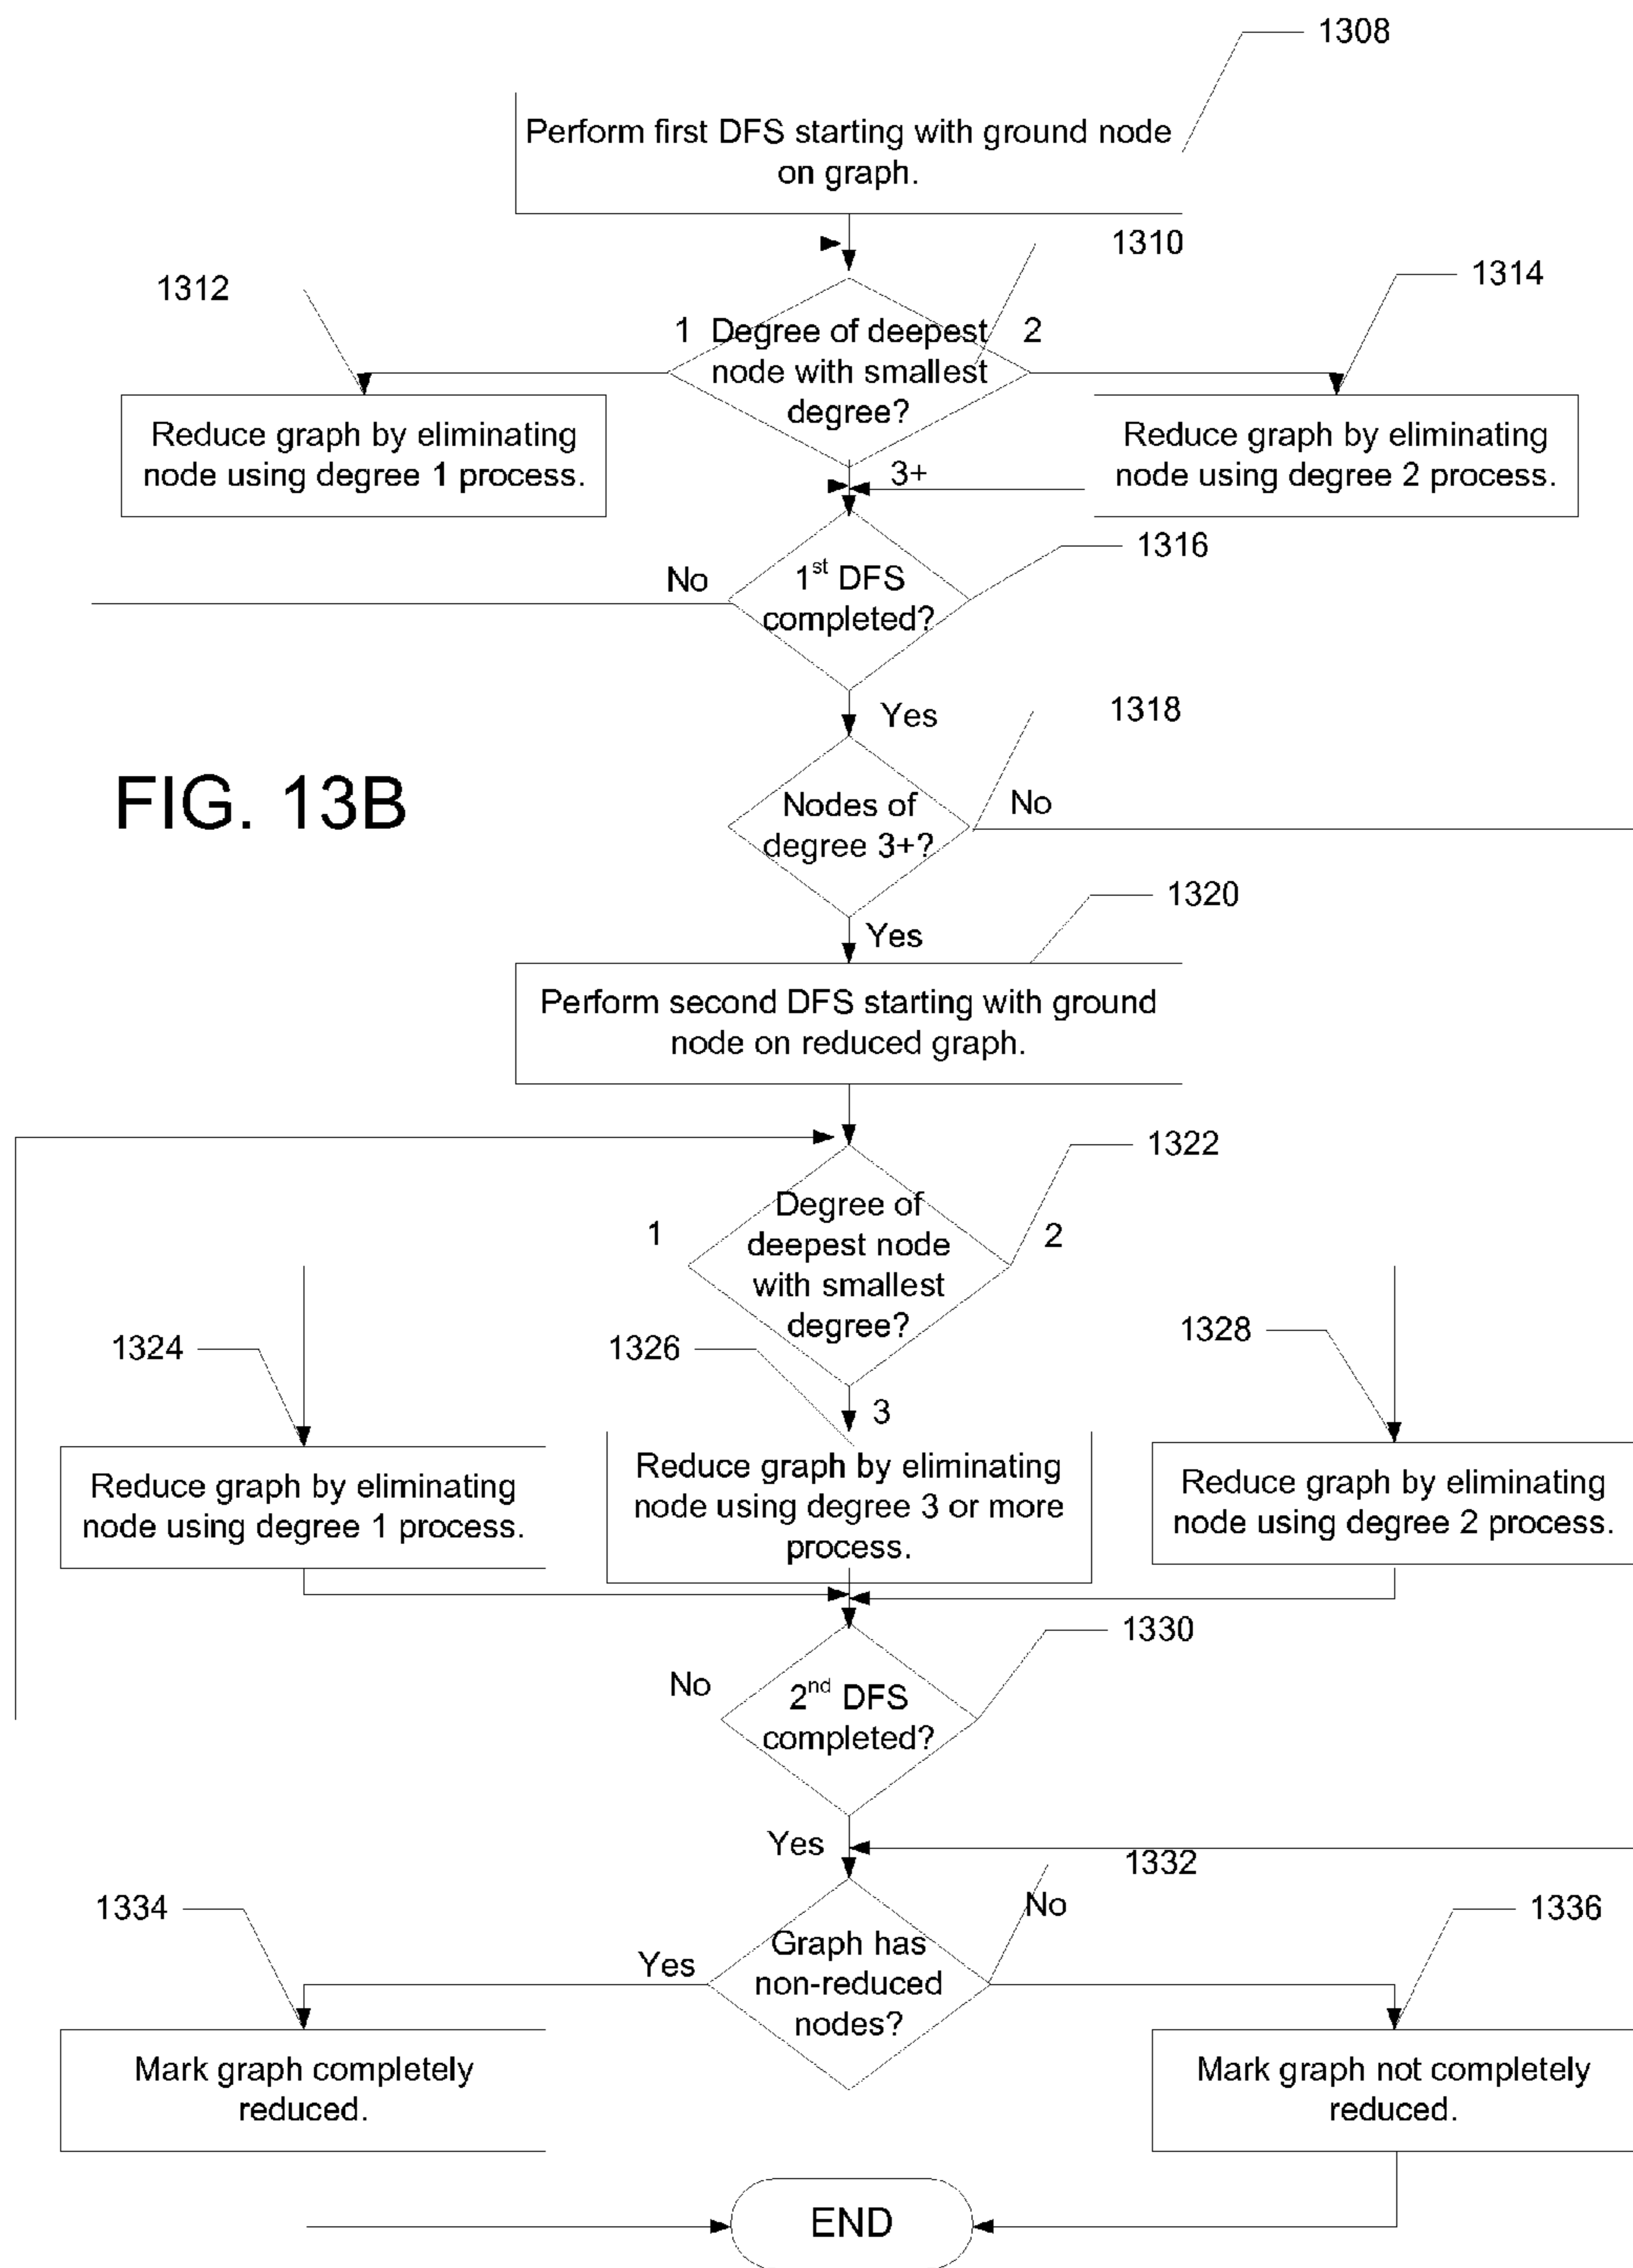 1308
Perform first DFS starting with ground node
on graph.
1310
1312
1314
1
Degree of deepest
node with smallest
degree?
2
Reduce graph by eliminating
node using degree 1 process.
Reduce graph by eliminating
node using degree 2 process.
3+
1316
No
1st DFS
completed?
Yes
1318
FIG. 13B
Nodes of
degree 3+?
No
1320
Yes
Perform second DFS starting with ground
node on reduced graph.
1322
1
Degree of
deepest node
with smallest
degree?
2
1324
1326
1328
3
Reduce graph by eliminating
node using degree 1 process.
Reduce graph by eliminating
node using degree 3 or more
process.
Reduce graph by eliminating
node using degree 2 process.
1330
No
2nd DFS
completed?
Yes
1332
1334
No
1336
Yes
Graph has
non-reduced
nodes?
Mark graph completely
reduced.
Mark graph not completely
reduced.
END